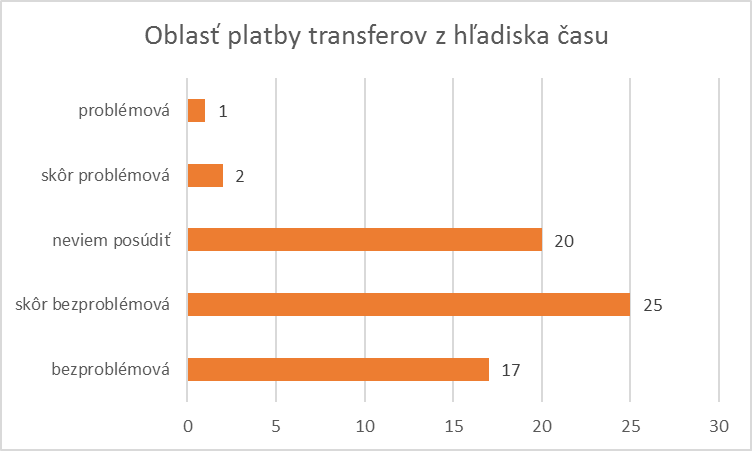 Oblasť platby transferov z hľadiska času
problémová 1
skôr problémová 2
neviem posúdiť 20
skôr bezproblémová 25
bezproblémová 17
0 5 10 15 20 25 30